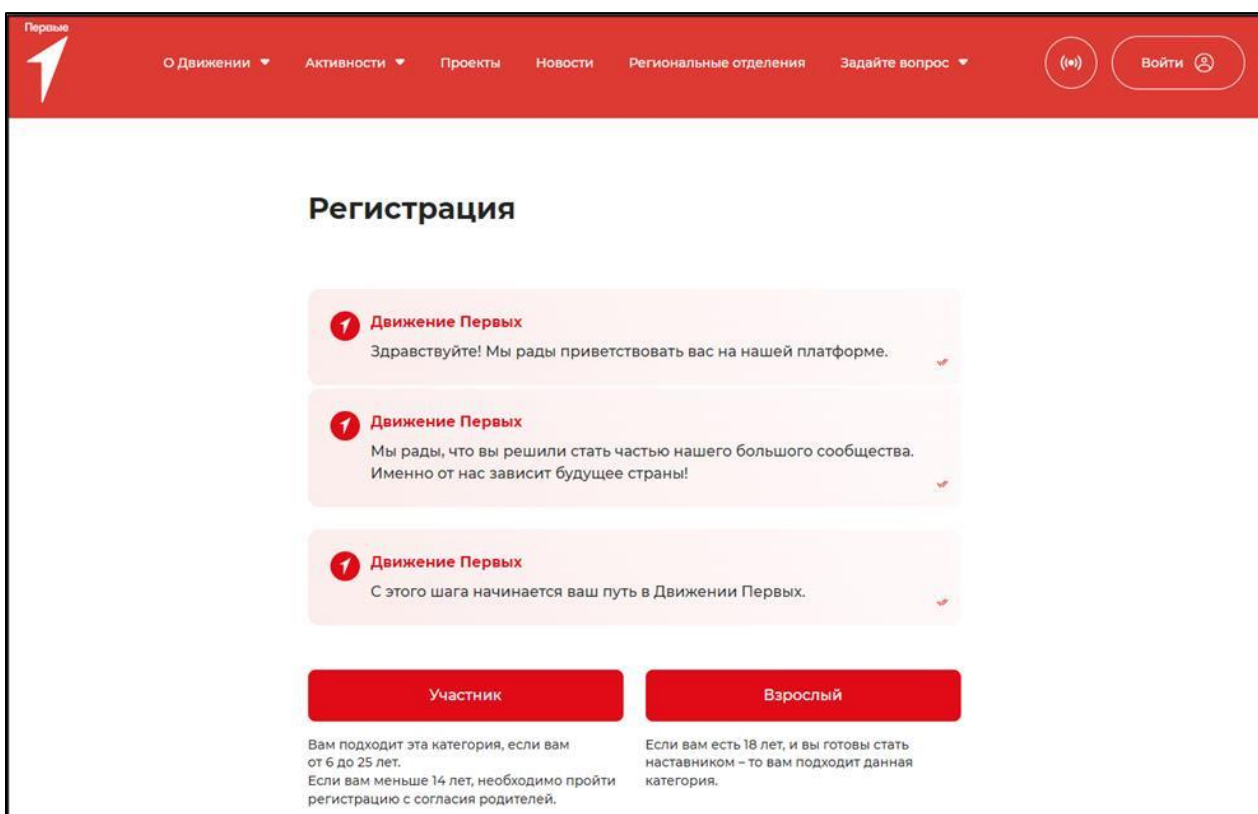 Первые
О Движении
Активности
Проекты
Новости
Региональные отделения
Задайте вопрос
Войти
Регистрация
Движение Первых
Здравствуйте! Мы рады приветствовать вас на нашей платформе.
Движение Первых
Мы рады, что вы решили стать частью нашего большого сообщества.
Именно от нас зависит будущее страны!
Движение Первых
С этого шага начинается ваш путь в Движении Первых.
Участник
Вам подходит эта категория, если вам
от 6 до 25 лет.
Если вам меньше 14 лет, необходимо пройти
регистрацию с согласия родителей.
Взрослый
Если вам есть 18 лет, и вы готовы стать
наставником – то вам подходит данная
категория.